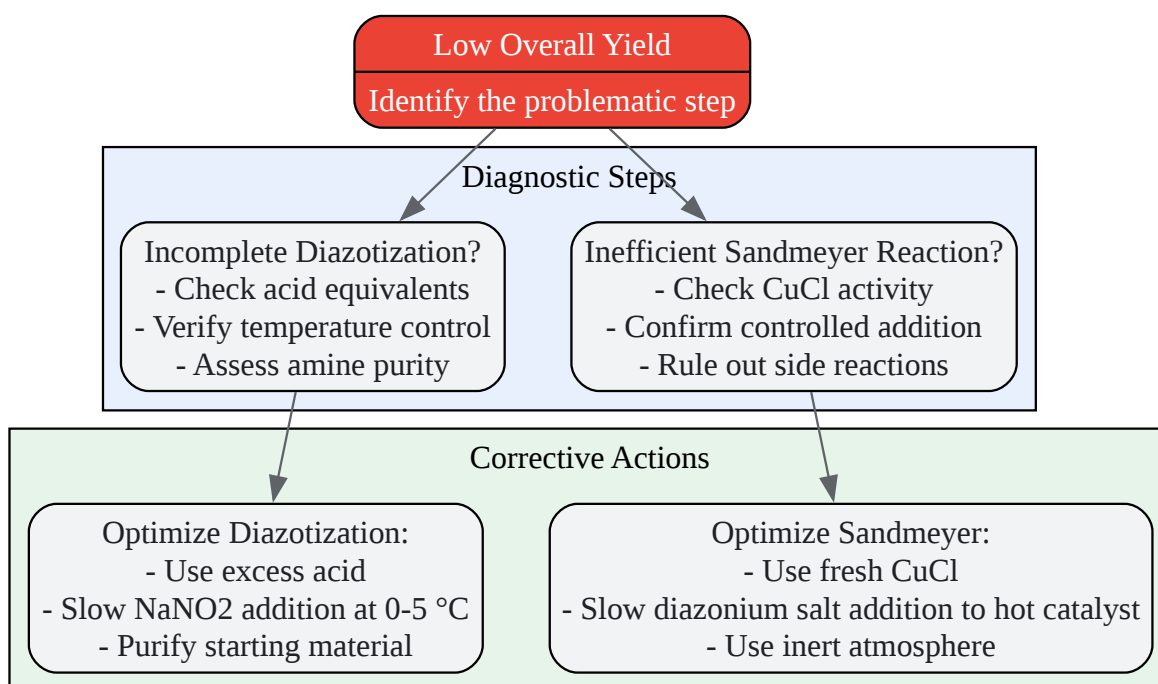 Low Overall Yield
Identify the problematic step
Diagnostic Steps
Incomplete Diazotization?
- Check acid equivalents
- Verify temperature control
- Assess amine purity
Inefficient Sandmeyer Reaction?
- Check CuCl activity
- Confirm controlled addition
- Rule out side reactions
Corrective Actions
Optimize Diazotization:
- Use excess acid
- Slow NaNO2 addition at 0-5 °C
- Purify starting material
Optimize Sandmeyer:
- Use fresh CuCl
- Slow diazonium salt addition to hot catalyst
- Use inert atmosphere